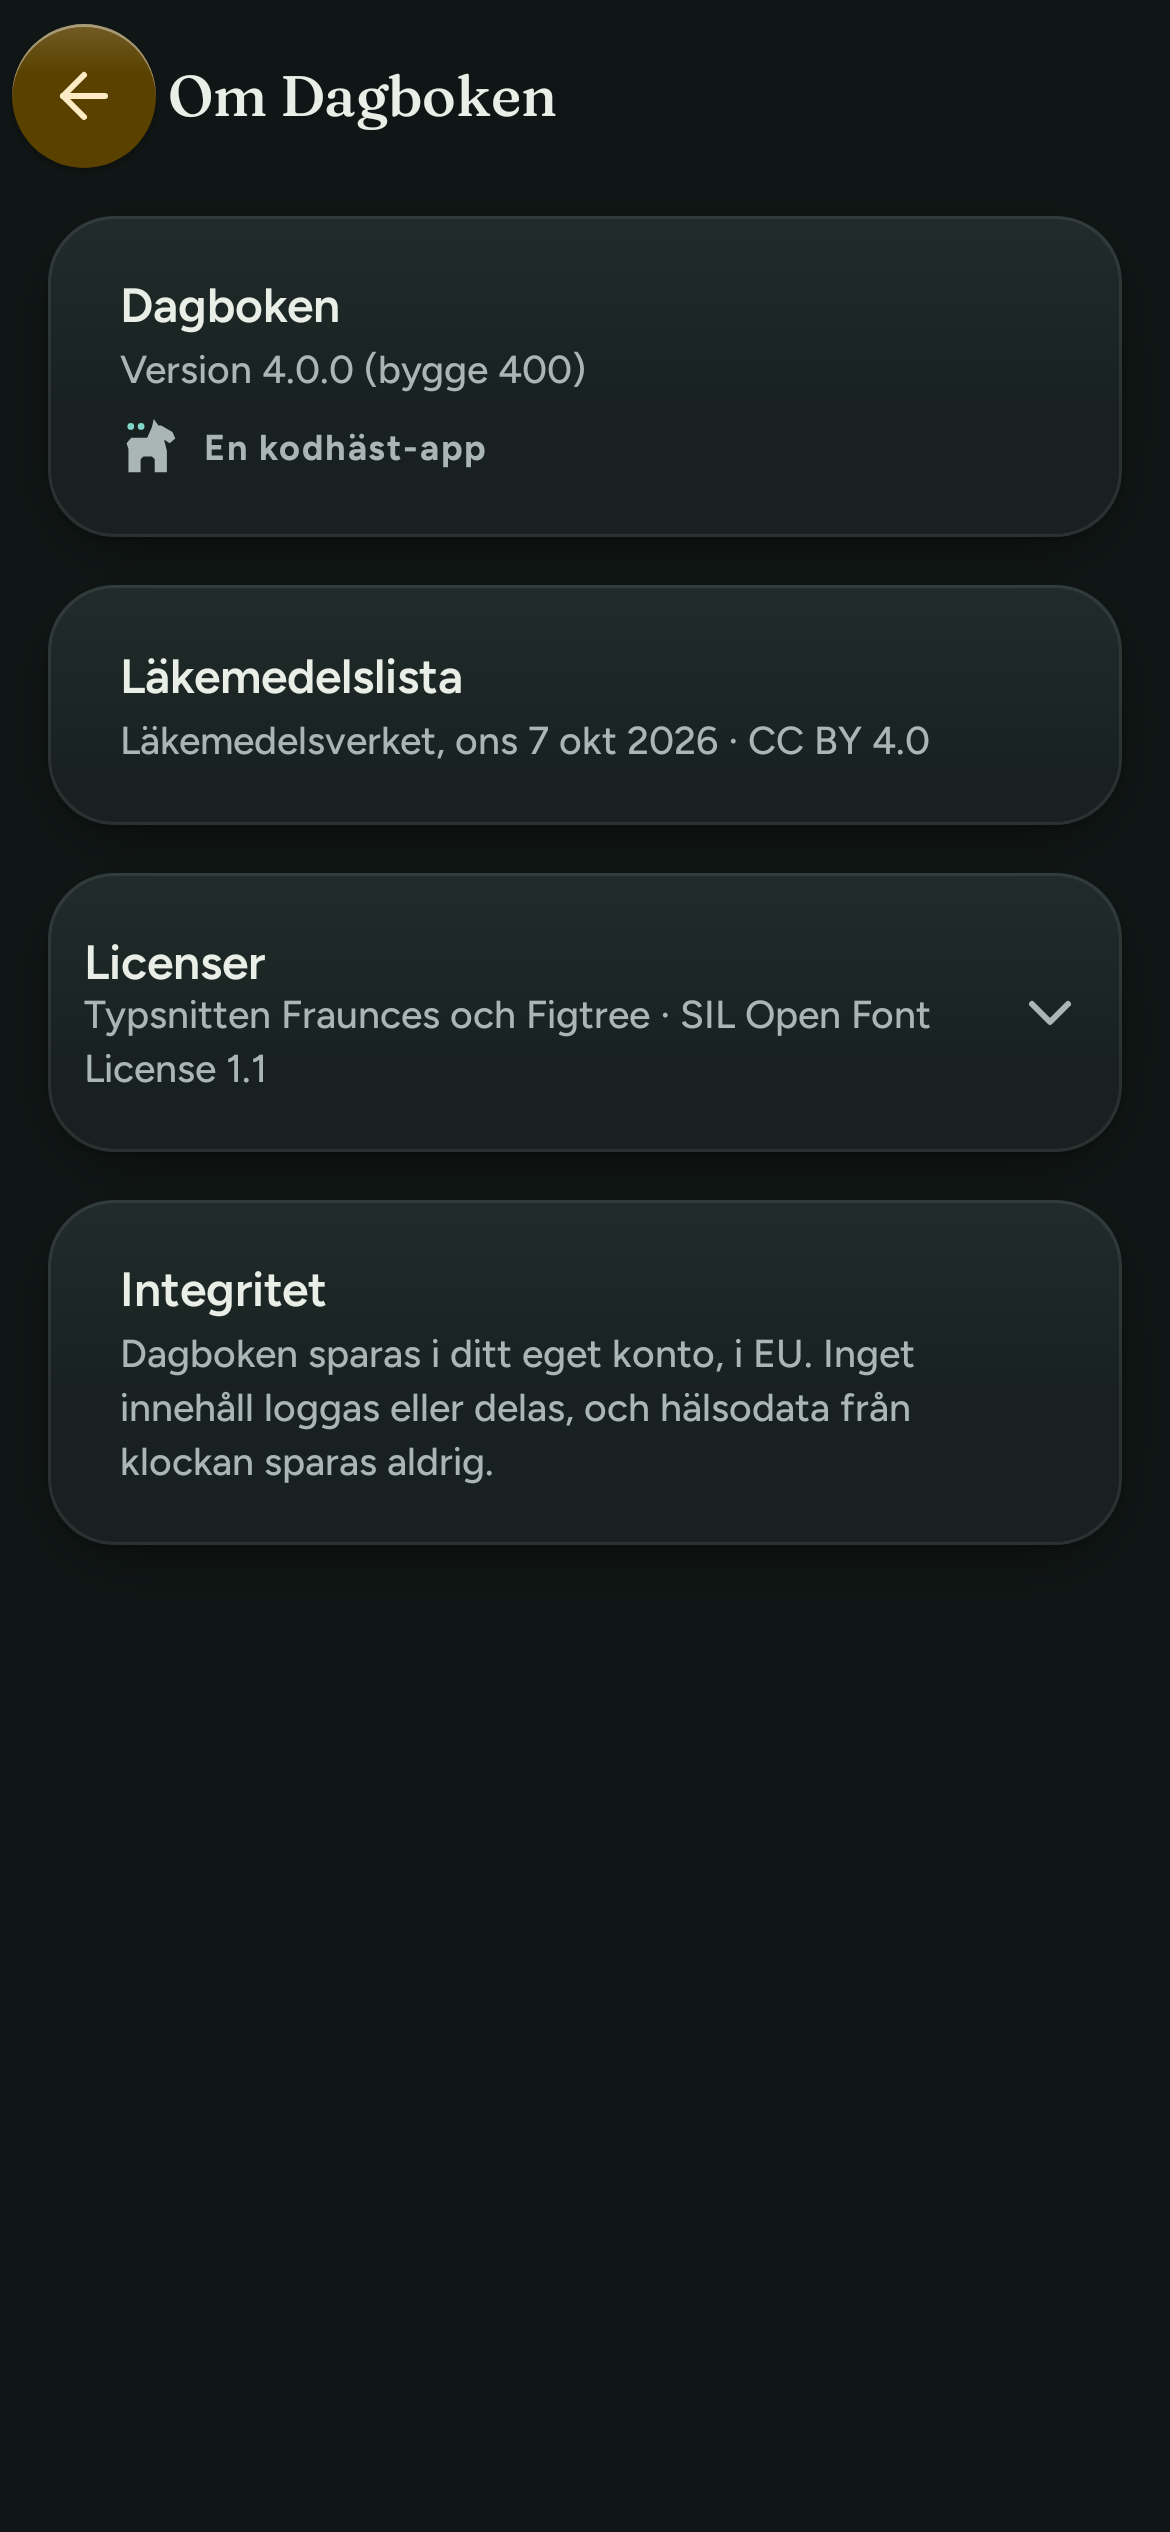 Om Dagboken
Dagboken
Version 4.0.0 (bygge 400)
En kodhäst-app
Läkemedelslista
Läkemedelsverket, ons 7 okt 2026 · CC BY 4.0
Licenser
Typsnitten Fraunces och Figtree · SIL Open Font
License 1.1
Integritet
Dagboken sparas i ditt eget konto, i EU. Inget
innehåll loggas eller delas, och hälsodata från
klockan sparas aldrig.